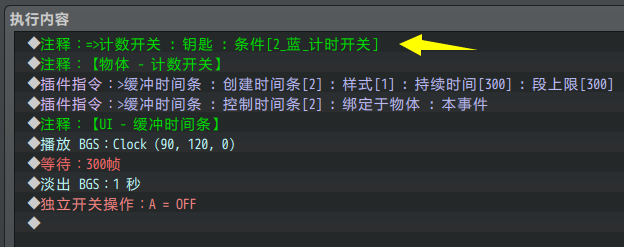 执行内容
◆注释：=>计数开关 : 钥匙 : 条件[2_蓝_计时开关]
◆注释：【物体 - 计数开关】
◆插件指令：>缓冲时间条 : 创建时间条[2] : 样式[1] : 持续时间[300] : 段上限[300]
◆插件指令：>缓冲时间条 : 控制时间条[2] : 绑定于物体 : 本事件
◆注释：【UI - 缓冲时间条】
◆播放 BGS：Clock (90, 120, 0)
◆等待：300帧
◆淡出 BGS：1 秒
◆独立开关操作：A = OFF
◆